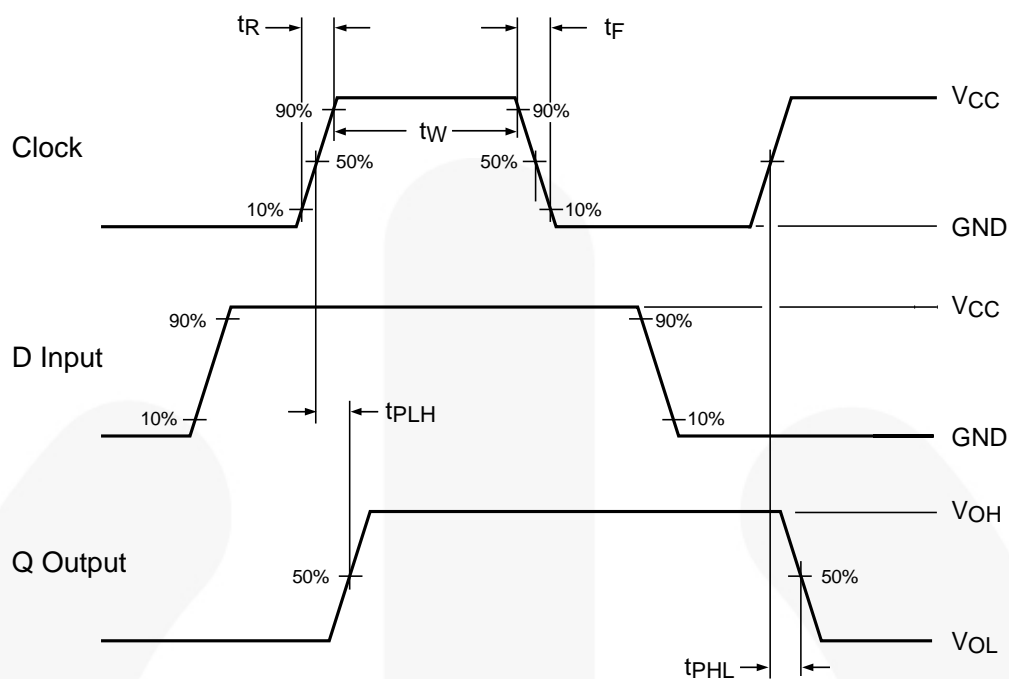 tR
tF
90%
90%
VCC
tW
Clock
50%
50%
10%
10%
GND
VCC
90%
90%
D Input
10%
tPLH
10%
GND
VOH
Q Output
50%
50%
VOL
tPHL